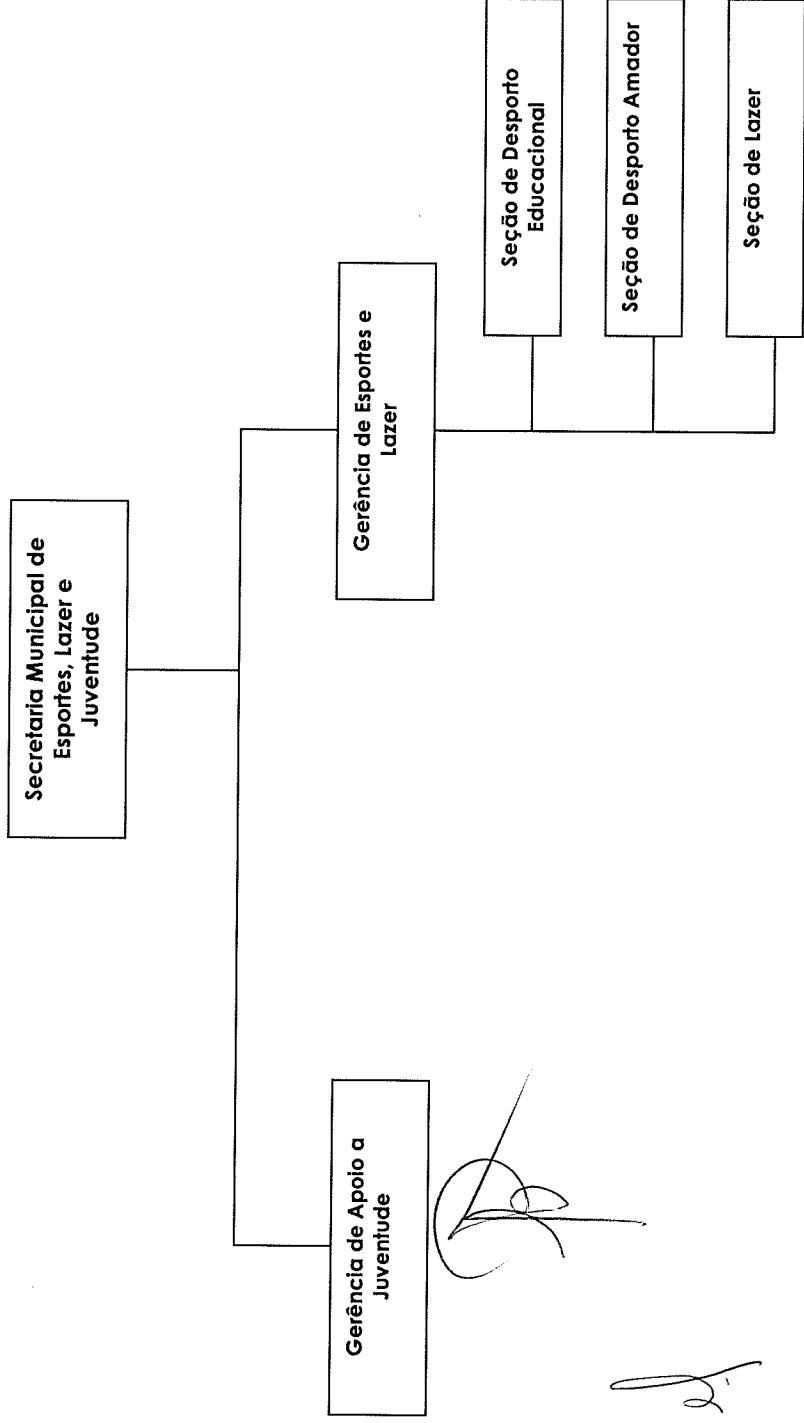 Secretaria Municipal de
Esportes, Lazer e
Juventude
Gerência de Apoio a
Juventude
Gerência de Esportes e
Lazer
Seção de Desporto
Educacional
Seção de Desporto Amador
Seção de Lazer